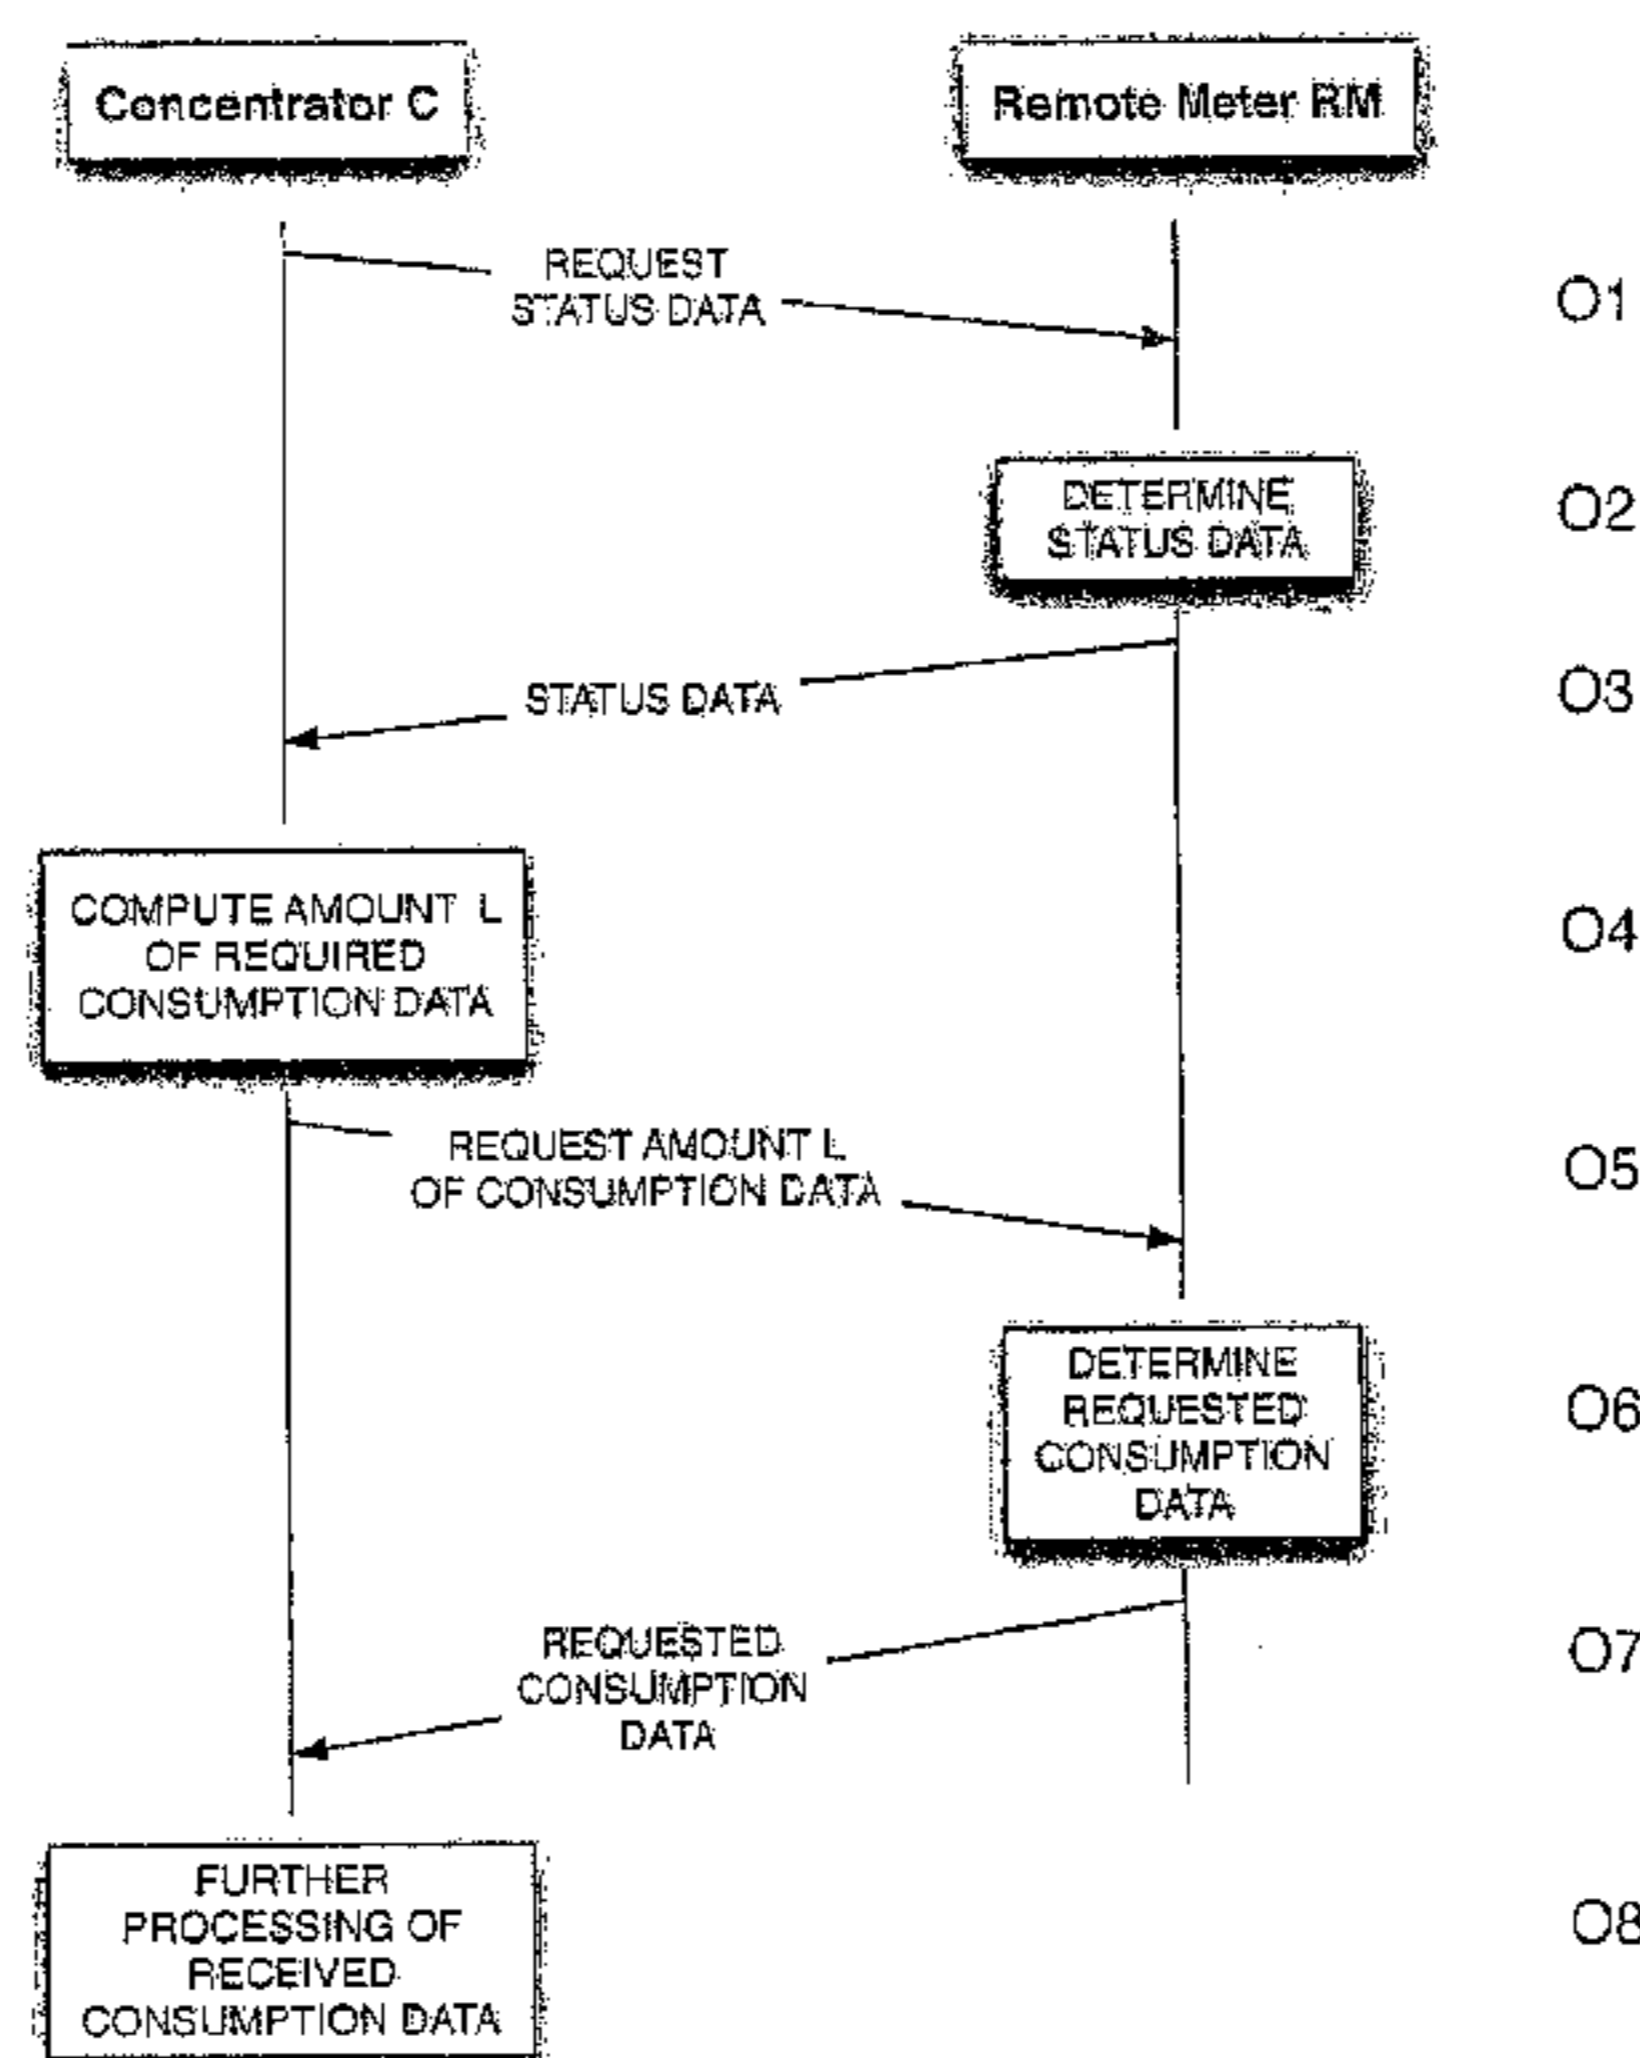 Concentrator C
Remote Meter RM
REQUEST
STATUS DATA
O1
DETERMINE
STATUS DATA
O2
STATUS DATA
O3
COMPUTE AMOUNT L
OF REQUIRED
CONSUMPTION DATA
O4
REQUEST AMOUNT L
OF CONSUMPTION DATA
O5
DETERMINE
REQUESTED
CONSUMPTION
DATA
O6
REQUESTED
CONSUMPTION
DATA
O7
FURTHER
PROCESSING OF
RECEIVED
CONSUMPTION DATA
O8